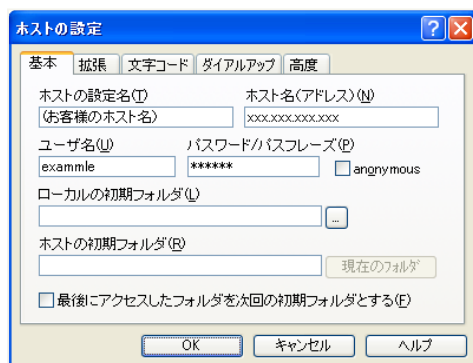 ホストの設定
基本 拡張 文字コード ダイアルアップ 高度
ホストの設定名(T) ホスト名(アドレス)(N)
(お客様のホスト名) xxx.xxx.xxx.xxx
ユーザ名(U) パスワード/パスフレーズ(P)
exammle ****** anonymous
ローカルの初期フォルダ(L)
...
ホストの初期フォルダ(R)
現在のフォルダ
最後にアクセスしたフォルダを次回の初期フォルダとする(F)
OK キャンセル ヘルプ